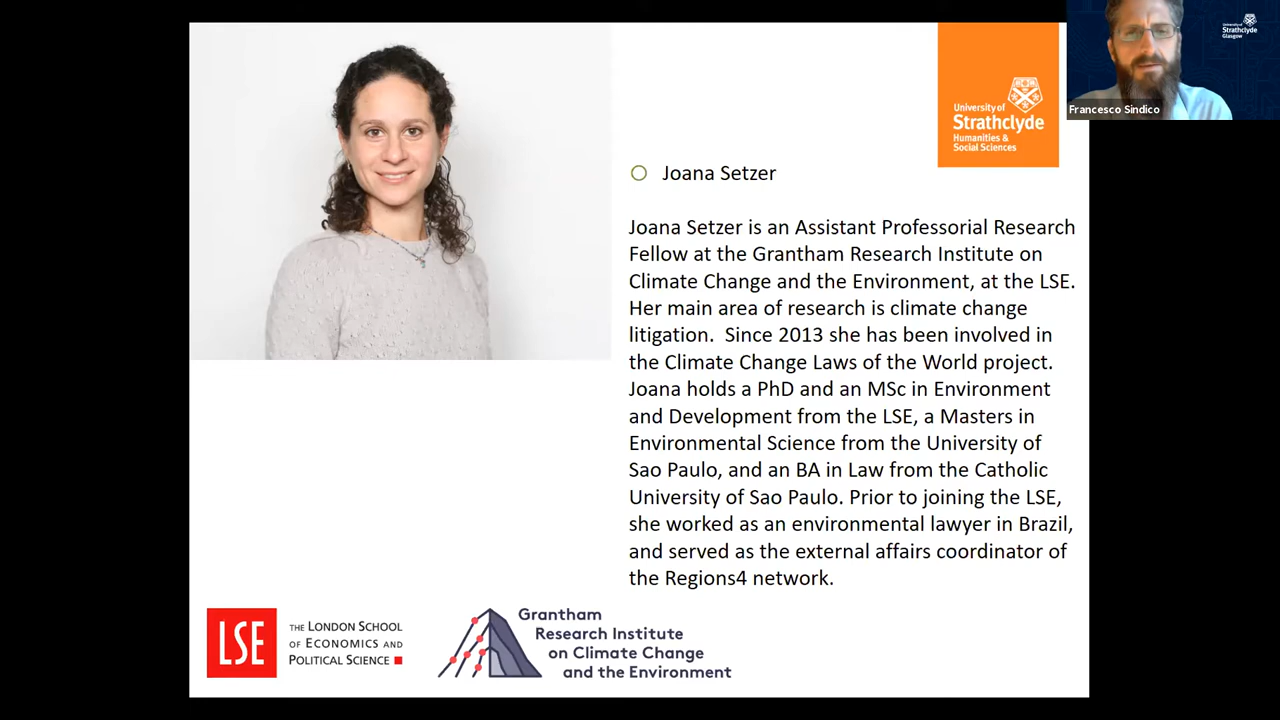 University of
Strathclyde
Glasgow
Francesco Sindico
University of
Strathclyde
Humanities &
Social Sciences
Joana Setzer
Joana Setzer is an Assistant Professorial Research
Fellow at the Grantham Research Institute on
Climate Change and the Environment, at the LSE.
Her main area of research is climate change
litigation.  Since 2013 she has been involved in
the Climate Change Laws of the World project.
Joana holds a PhD and an MSc in Environment
and Development from the LSE, a Masters in
Environmental Science from the University of
Sao Paulo, and an BA in Law from the Catholic
University of Sao Paulo. Prior to joining the LSE,
she worked as an environmental lawyer in Brazil,
and served as the external affairs coordinator of
the Regions4 network.
LSE
THE LONDON SCHOOL
OF ECONOMICS AND
POLITICAL SCIENCE
Grantham
Research Institute
on Climate Change
and the Environment